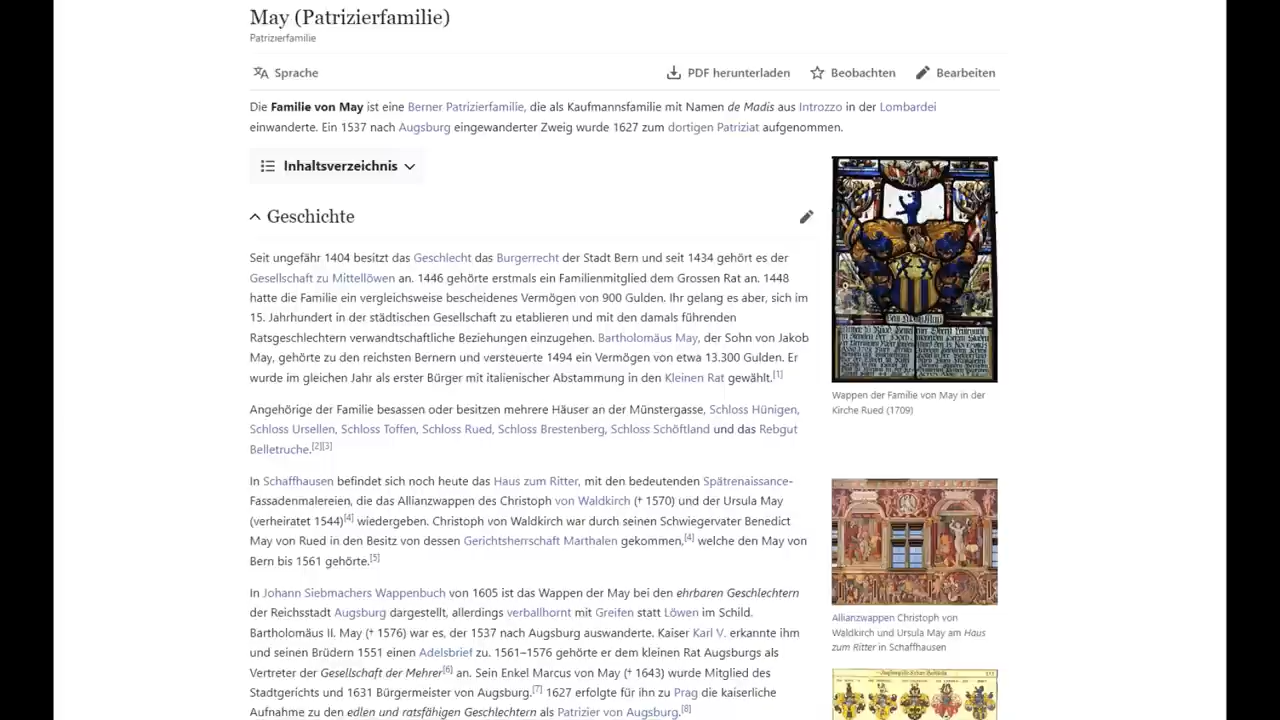 May (Patrizierfamilie)
Patrizierfamilie
Sprache
PDF herunterladen
Beobachten
Bearbeiten
Die Familie von May ist eine Berner Patrizierfamilie, die als Kaufmannsfamilie mit Namen de Madis aus Introzzo in der Lombardei
einwanderte. Ein 1537 nach Augsburg eingewanderter Zweig wurde 1627 zum dortigen Patriziat aufgenommen.
Inhaltsverzeichnis
Geschichte
Seit ungefähr 1404 besitzt das Geschlecht das Burgerrecht der Stadt Bern und seit 1434 gehört es der
Gesellschaft zu Mittellöwen an. 1446 gehörte erstmals ein Familienmitglied dem Grossen Rat an. 1448
hatte die Familie ein vergleichsweise bescheidenes Vermögen von 900 Gulden. Ihr gelang es aber, sich im
15. Jahrhundert in der städtischen Gesellschaft zu etablieren und mit den damals führenden
Ratsgeschlechtern verwandtschaftliche Beziehungen einzugehen. Bartholomäus May, der Sohn von Jakob
May, gehörte zu den reichsten Bernern und versteuerte 1494 ein Vermögen von etwa 13.300 Gulden. Er
wurde im gleichen Jahr als erster Bürger mit italienischer Abstammung in den Kleinen Rat gewählt.[1]
Angehörige der Familie besassen oder besitzen mehrere Häuser an der Münstergasse, Schloss Hünigen,
Schloss Ursellen, Schloss Toffen, Schloss Rued, Schloss Brestenberg, Schloss Schöftland und das Rebgut
Belletruche.[2][3]
In Schaffhausen befindet sich noch heute das Haus zum Ritter, mit den bedeutenden Spätrenaissance-
Fassadenmalereien, die das Allianzwappen des Christoph von Waldkirch († 1570) und der Ursula May
(verheiratet 1544)[4] wiedergeben. Christoph von Waldkirch war durch seinen Schwiegervater Benedict
May von Rued in den Besitz von dessen Gerichtsherrschaft Marthalen gekommen,[4] welche den May von
Bern bis 1561 gehörte.[5]
In Johann Siebmachers Wappenbuch von 1605 ist das Wappen der May bei den ehrbaren Geschlechtern
der Reichsstadt Augsburg dargestellt, allerdings verballhornt mit Greifen statt Löwen im Schild.
Bartholomäus II. May († 1576) war es, der 1537 nach Augsburg auswanderte. Kaiser Karl V. erkannte ihm
und seinen Brüdern 1551 einen Adelsbrief zu. 1561–1576 gehörte er dem kleinen Rat Augsburgs als
Vertreter der Gesellschaft der Mehrer[6] an. Sein Enkel Marcus von May († 1643) wurde Mitglied des
Stadtgerichts und 1631 Bürgermeister von Augsburg.[7] 1627 erfolgte für ihn zu Prag die kaiserliche
Aufnahme zu den edlen und ratsfähigen Geschlechtern als Patrizier von Augsburg.[8]
Wappen der Familie von May in der
Kirche Rued (1709)
Allianzwappen Christoph von
Waldkirch und Ursula May am Haus
zum Ritter in Schaffhausen